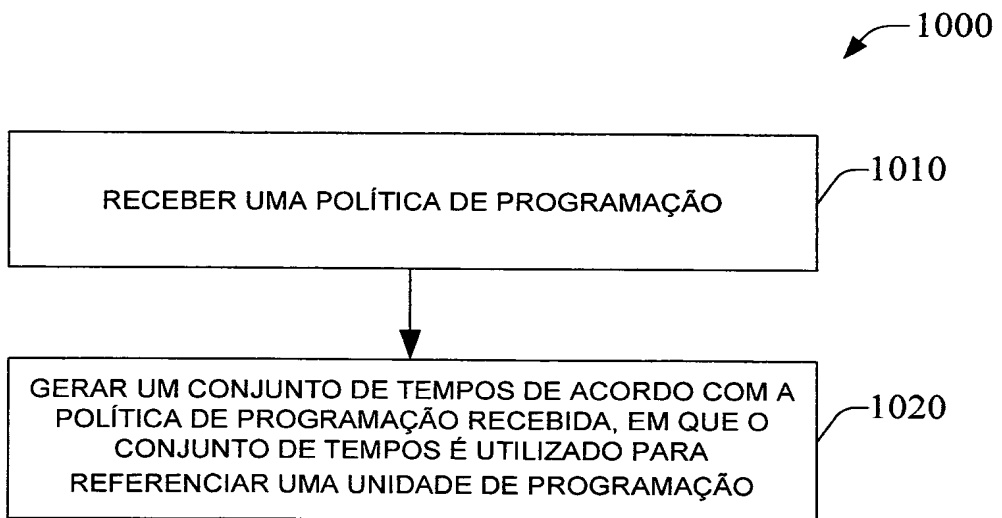 1000
RECEBER UMA POLÍTICA DE PROGRAMAÇÃO
1010
GERAR UM CONJUNTO DE TEMPOS DE ACORDO COM A
POLÍTICA DE PROGRAMAÇÃO RECEBIDA, EM QUE O
CONJUNTO DE TEMPOS É UTILIZADO PARA
REFERENCIAR UMA UNIDADE DE PROGRAMAÇÃO
1020